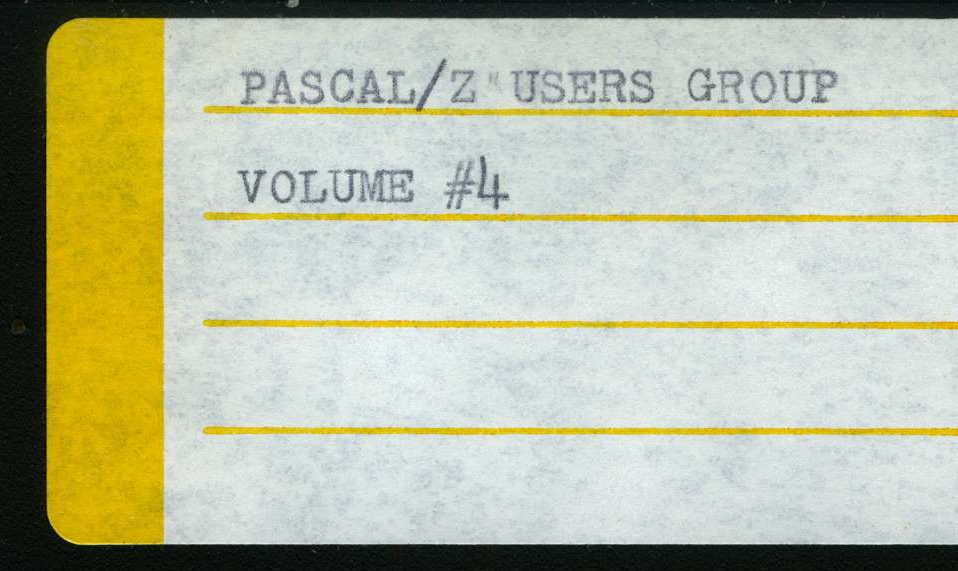 PASCAL/Z USERS GROUP
VOLUME #4